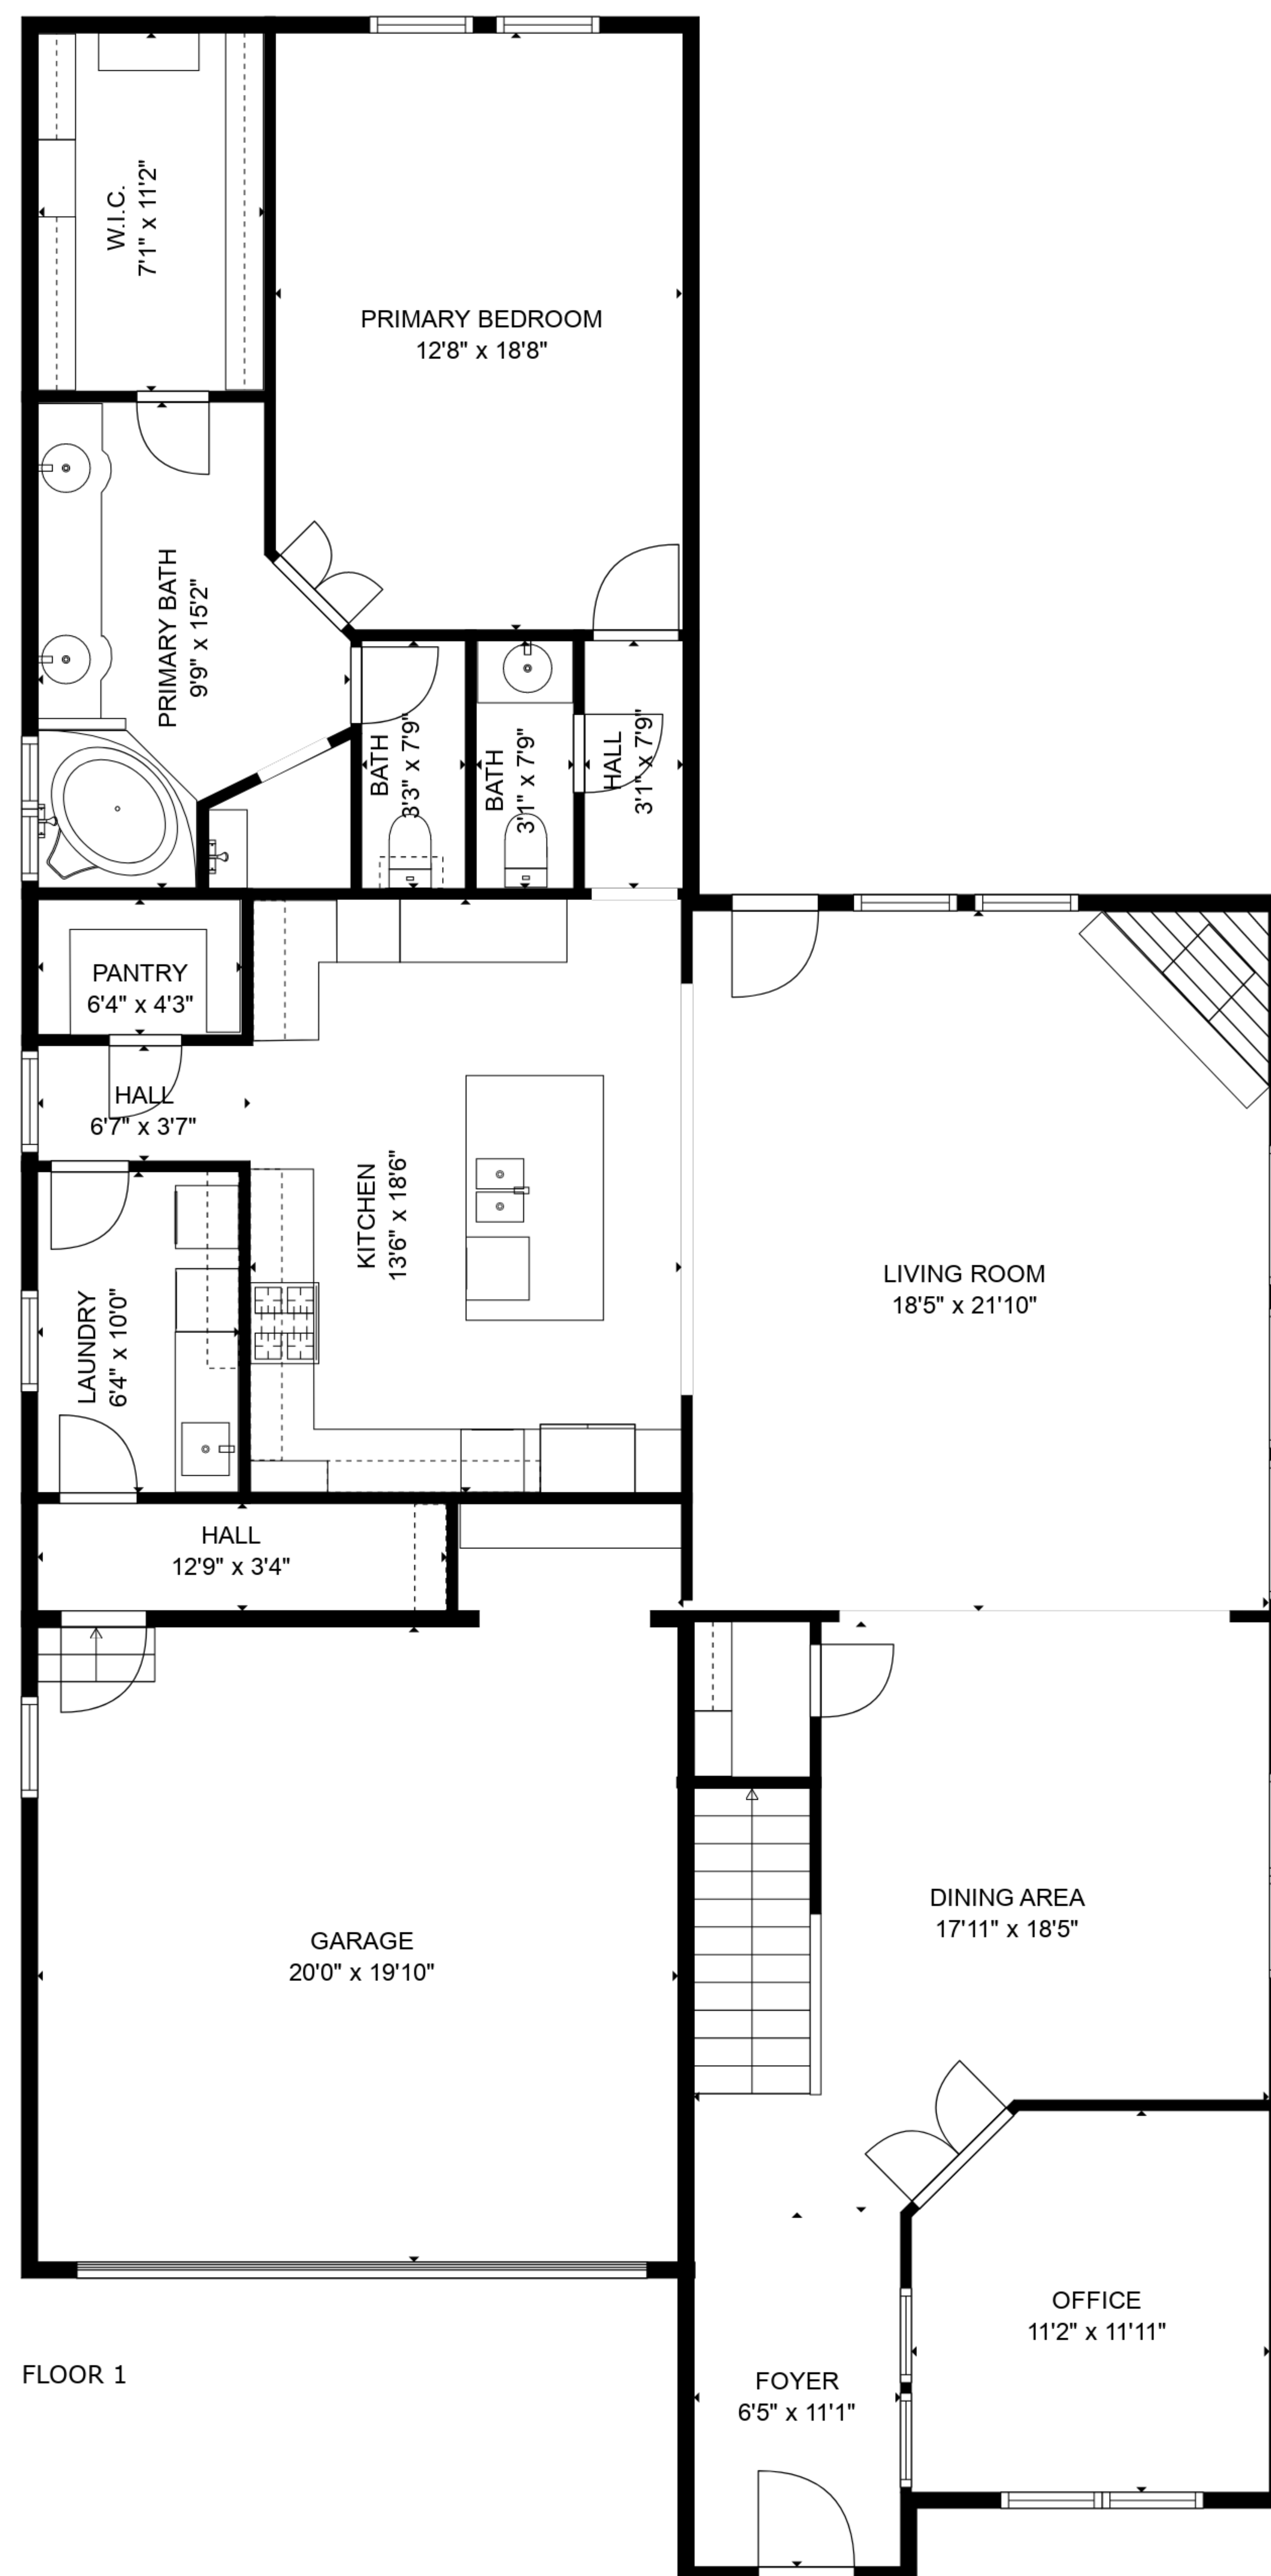 W.I.C.
7'1" x 11'2"
PRIMARY BEDROOM
12'8" x 18'8"
PRIMARY BATH
9'9" x 15'2"
BATH
3'3" x 7'9"
BATH
3'1" x 7'9"
HALL
3'1" x 7'9"
PANTRY
6'4" x 4'3"
HALL
6'7" x 3'7"
KITCHEN
13'6" x 18'6"
LIVING ROOM
18'5" x 21'10"
LAUNDRY
6'4" x 10'0"
HALL
12'9" x 3'4"
DINING AREA
17'11" x 18'5"
GARAGE
20'0" x 19'10"
OFFICE
11'2" x 11'11"
FOYER
6'5" x 11'1"
FLOOR 1